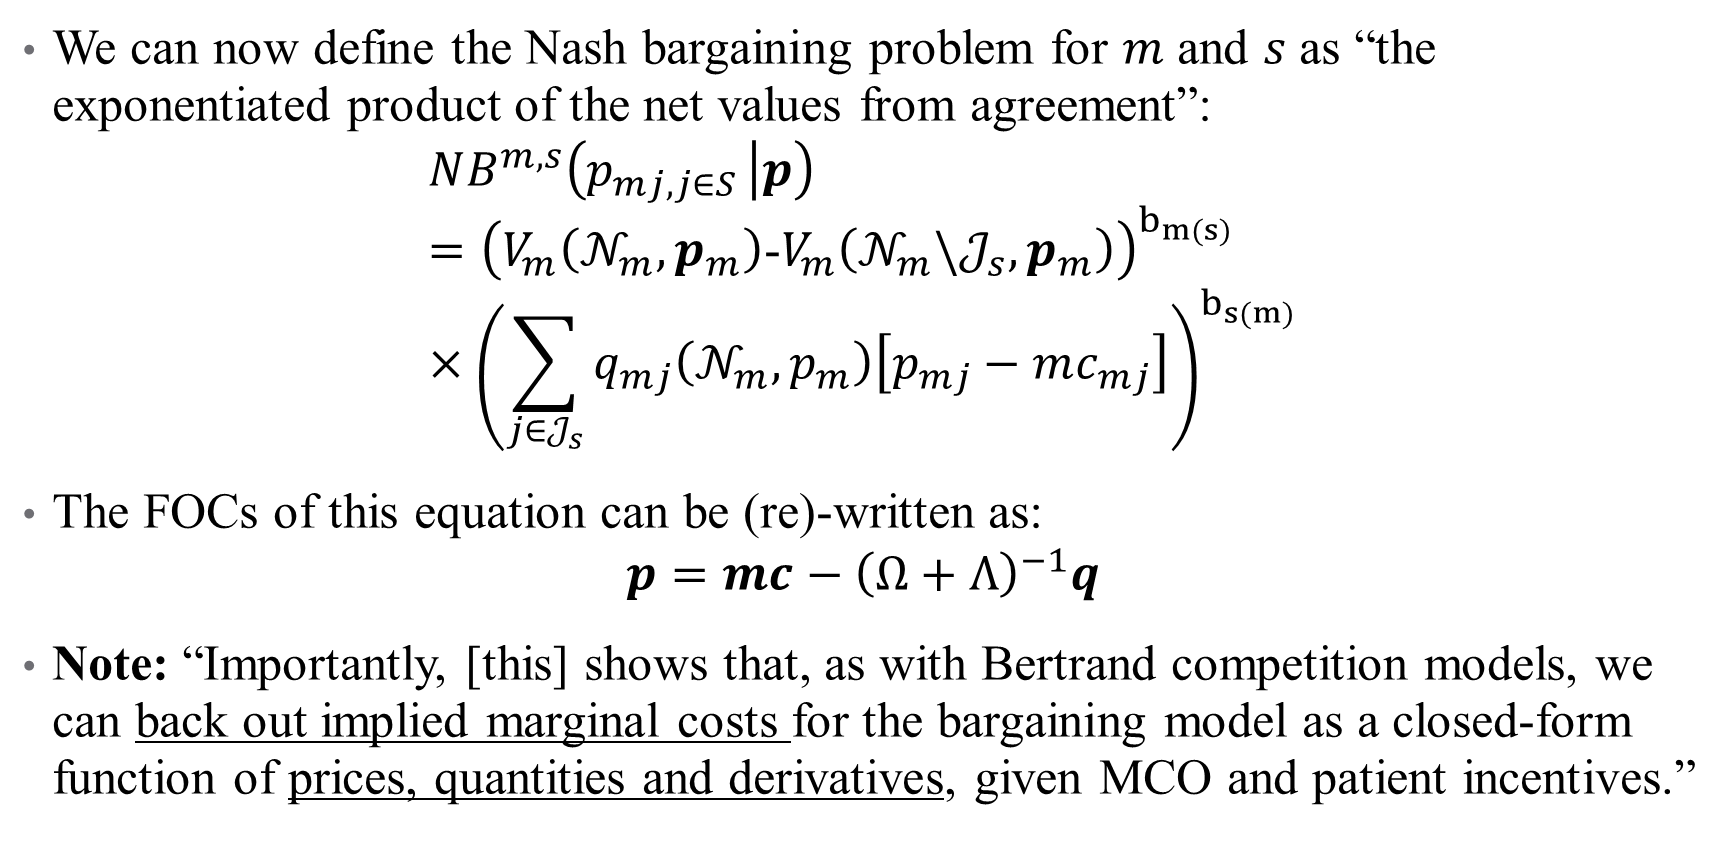 • We can now define the Nash bargaining problem for m and s as “the
exponentiated product of the net values from agreement”:
NB^{m,s}(p_{mj,j∈S} | p)
= (V_m(𝒩_m, p_m)-V_m(𝒩_m\𝒥_s, p_m))^{b_{m(s)}}
× (∑_{j∈𝒥_s} q_{mj}(𝒩_m, p_m)[p_{mj} − mc_{mj}])^{b_{s(m)}}
• The FOCs of this equation can be (re)-written as:
p = mc − (Ω + Λ)^{−1}q
• Note: “Importantly, [this] shows that, as with Bertrand competition models, we
can back out implied marginal costs for the bargaining model as a closed-form
function of prices, quantities and derivatives, given MCO and patient incentives.”